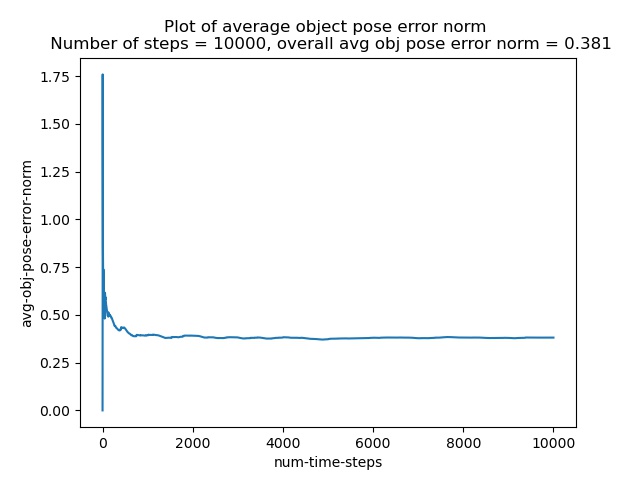 Plot of average object pose error norm
Number of steps = 10000, overall avg obj pose error norm = 0.381
1.75
1.50
1.25
1.00
0.75
0.50
0.25
0.00
avg-obj-pose-error-norm
0 2000 4000 6000 8000 10000
num-time-steps